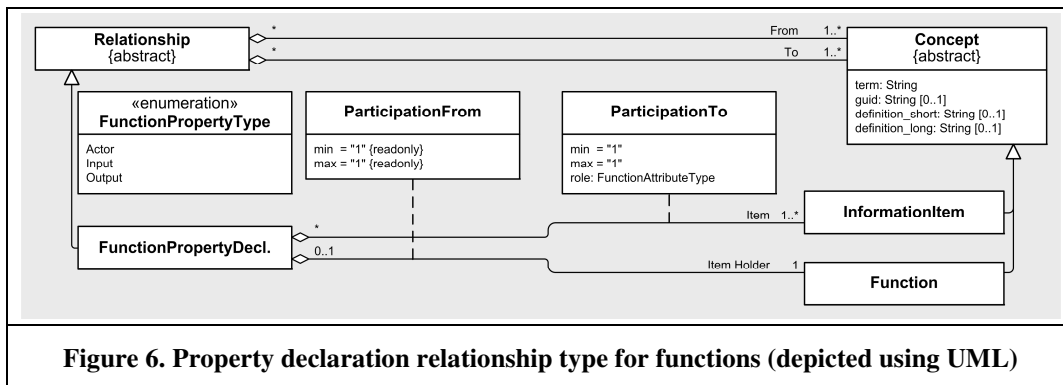 Relationship
{abstract}
*
From 1..*
*
To 1..*
Concept
{abstract}
term: String
guid: String [0..1]
definition_short: String [0..1]
definition_long: String [0..1]
«enumeration»
FunctionPropertyType
Actor
Input
Output
ParticipationFrom
min = "1" {readonly}
max = "1" {readonly}
ParticipationTo
min = "1"
max = "1"
role: FunctionAttributeType
FunctionPropertyDecl.
*
Item 1..*
InformationItem
0..1
Item Holder 1
Function
Figure 6. Property declaration relationship type for functions (depicted using UML)